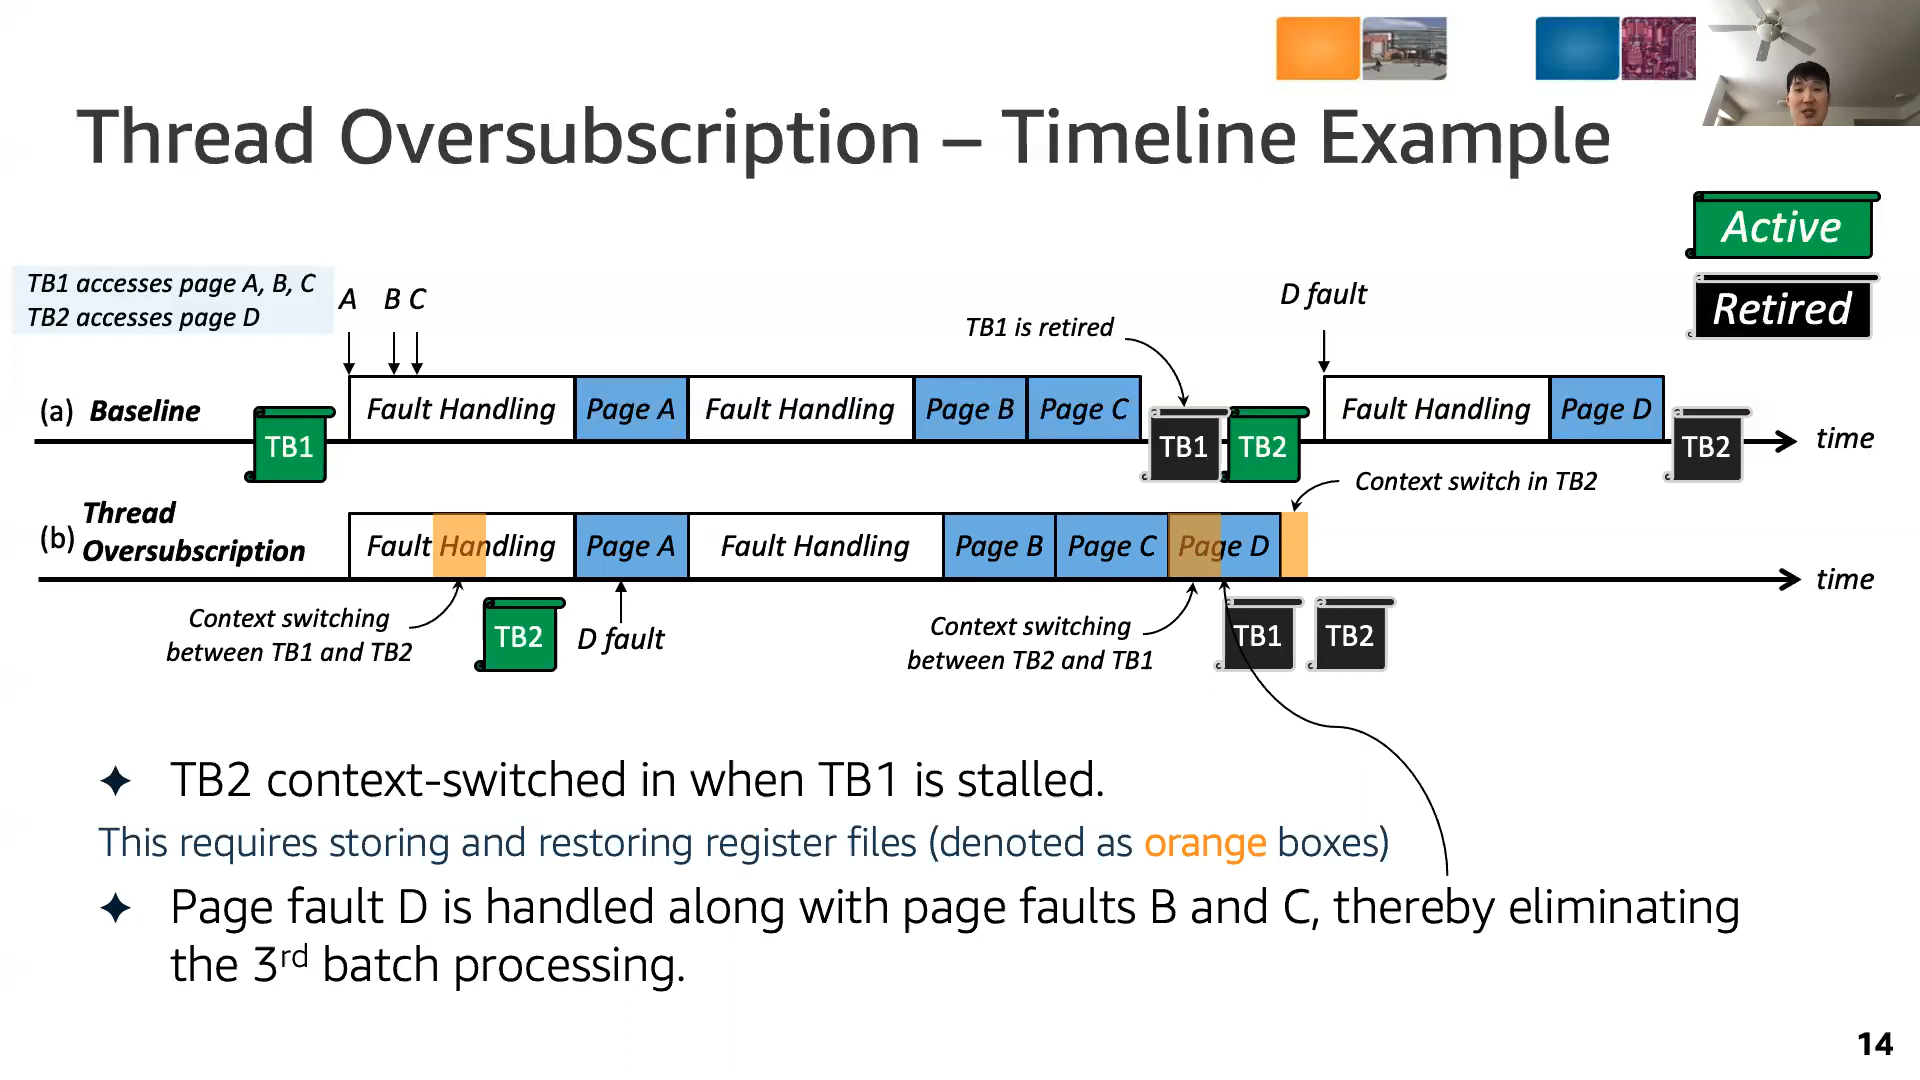 Thread Oversubscription – Timeline Example
Active
Retired
TB1 accesses page A, B, C
TB2 accesses page D
A B C
TB1 is retired
D fault
(a) Baseline
TB1
Fault Handling
Page A
Fault Handling
Page B
Page C
TB1
TB2
Fault Handling
Page D
TB2
time
Context switch in TB2
(b) Thread
Oversubscription
Fault Handling
Page A
Fault Handling
Page B
Page C
Page D
time
Context switching
between TB1 and TB2
TB2
D fault
Context switching
between TB2 and TB1
TB1
TB2
✦ TB2 context-switched in when TB1 is stalled.
This requires storing and restoring register files (denoted as orange boxes)
✦ Page fault D is handled along with page faults B and C, thereby eliminating
the 3rd batch processing.
14